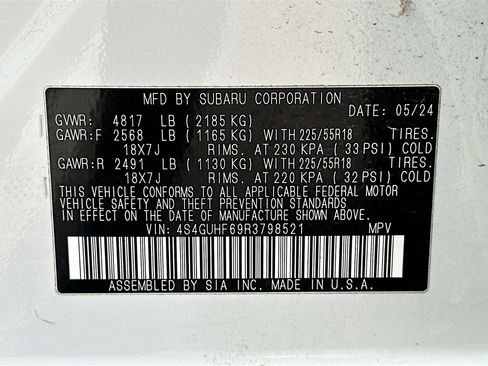 MFD BY SUBARU CORPORATION
DATE: 05/24
GVWR: 4817 LB (2185 KG)
GAWR:F 2568 LB (1165 KG) WITH 225/55R18 TIRES.
18X7J RIMS. AT 230 KPA (33 PSI) COLD
GAWR:R 2491 LB (1130 KG) WITH 225/55R18 TIRES.
18X7J RIMS. AT 220 KPA (32 PSI) COLD
THIS VEHICLE CONFORMS TO ALL APPLICABLE FEDERAL MOTOR
VEHICLE SAFETY AND THEFT PREVENTION STANDARDS
IN EFFECT ON THE DATE OF MANUFACTURE SHOWN ABOVE.
VIN: 4S4GUHF69R3798521 MPV
ASSEMBLED BY SIA INC. MADE IN U.S.A.